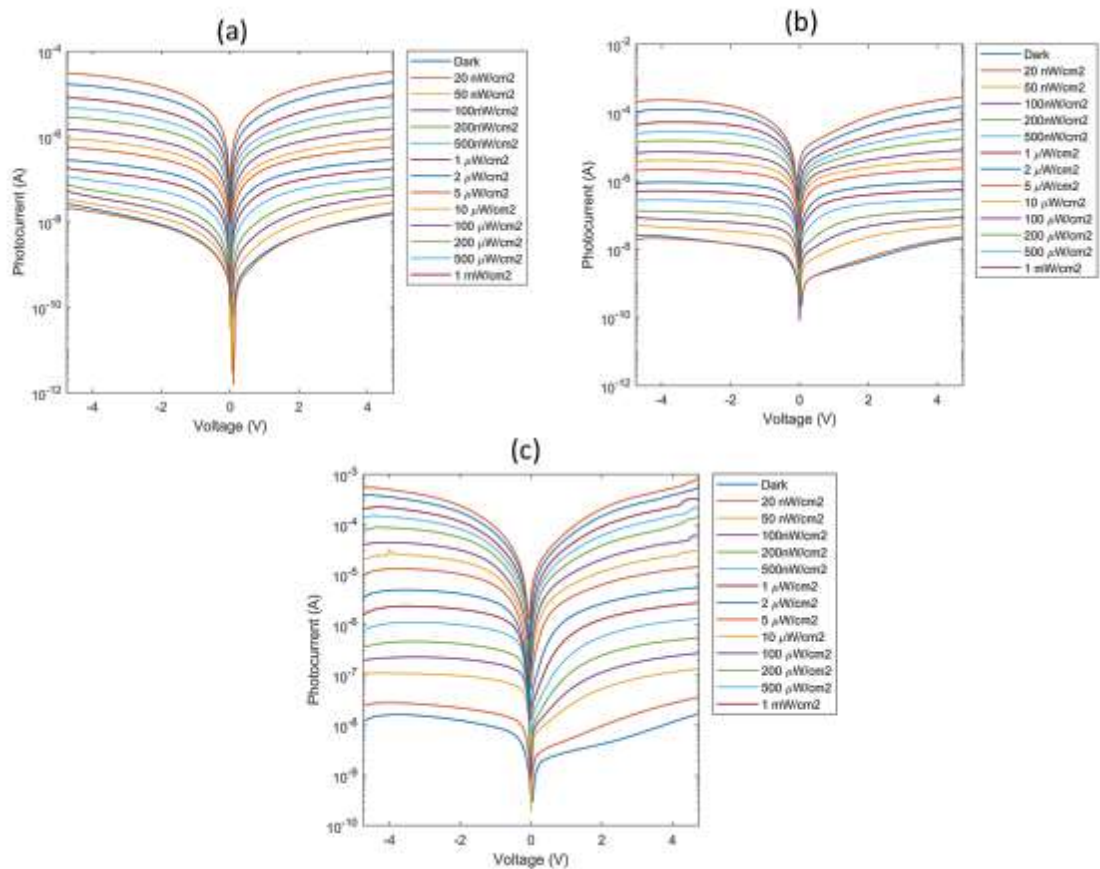 (a)
10⁻⁴
10⁻⁶
10⁻⁸
10⁻¹⁰
10⁻¹²
Photocurrent (A)
-4 -2 0 2 4
Voltage (V)
Dark
20 nW/cm2
50 nW/cm2
100nW/cm2
200nW/cm2
500nW/cm2
1 μW/cm2
2 μW/cm2
5 μW/cm2
10 μW/cm2
100 μW/cm2
200 μW/cm2
500 μW/cm2
1 mW/cm2
(b)
10⁻²
10⁻⁴
10⁻⁶
10⁻⁸
10⁻¹⁰
10⁻¹²
Photocurrent (A)
-4 -2 0 2 4
Voltage (V)
Dark
20 nW/cm2
50 nW/cm2
100nW/cm2
200nW/cm2
500nW/cm2
1 μW/cm2
2 μW/cm2
5 μW/cm2
10 μW/cm2
100 μW/cm2
200 μW/cm2
500 μW/cm2
1 mW/cm2
(c)
10⁻³
10⁻⁴
10⁻⁵
10⁻⁶
10⁻⁷
10⁻⁸
10⁻⁹
10⁻¹⁰
Photocurrent (A)
-4 -2 0 2 4
Voltage (V)
Dark
20 nW/cm2
50 nW/cm2
100nW/cm2
200nW/cm2
500nW/cm2
1 μW/cm2
2 μW/cm2
5 μW/cm2
10 μW/cm2
100 μW/cm2
200 μW/cm2
500 μW/cm2
1 mW/cm2